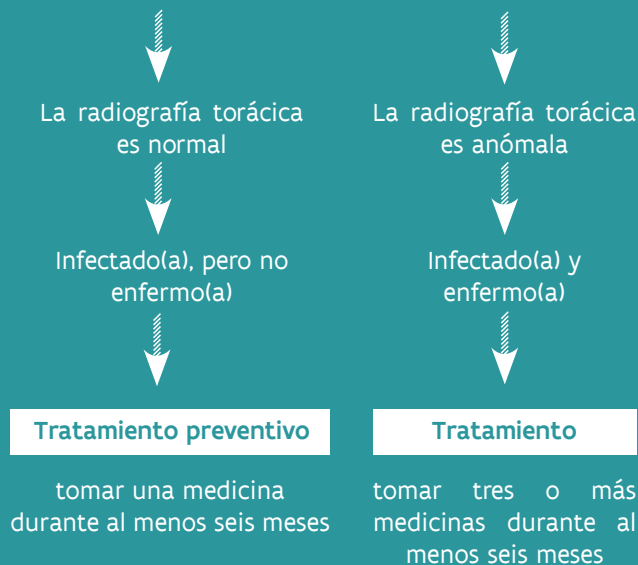 La radiografía torácica
es normal
Infectado(a), pero no
enfermo(a)
Tratamiento preventivo
tomar una medicina
durante al menos seis meses
La radiografía torácica
es anómala
Infectado(a) y
enfermo(a)
Tratamiento
tomar tres o más
medicinas durante al
menos seis meses